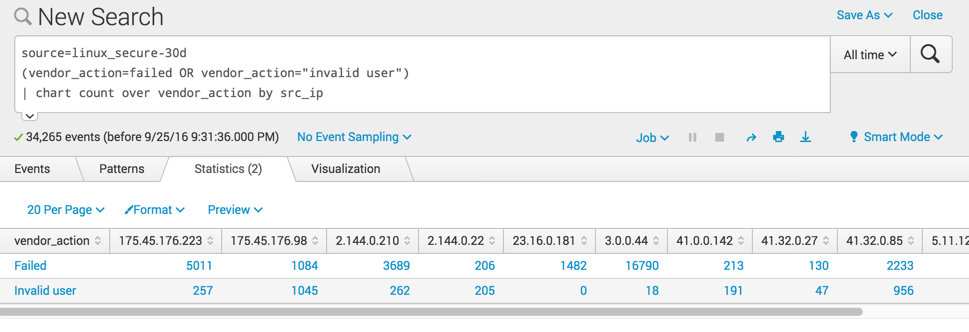 New Search
Save As Close
source=linux_secure-30d
(vendor_action=failed OR vendor_action="invalid user")
| chart count over vendor_action by src_ip
All time
34,265 events (before 9/25/16 9:31:36.000 PM) No Event Sampling Job Smart Mode
Events Patterns Statistics (2) Visualization
20 Per Page Format Preview
vendor_action 175.45.176.223 175.45.176.98 2.144.0.210 2.144.0.22 23.16.0.181 3.0.0.44 41.0.0.142 41.32.0.27 41.32.0.85 5.11.12
Failed 5011 1084 3689 206 1482 16790 213 130 2233
Invalid user 257 1045 262 205 0 18 191 47 956